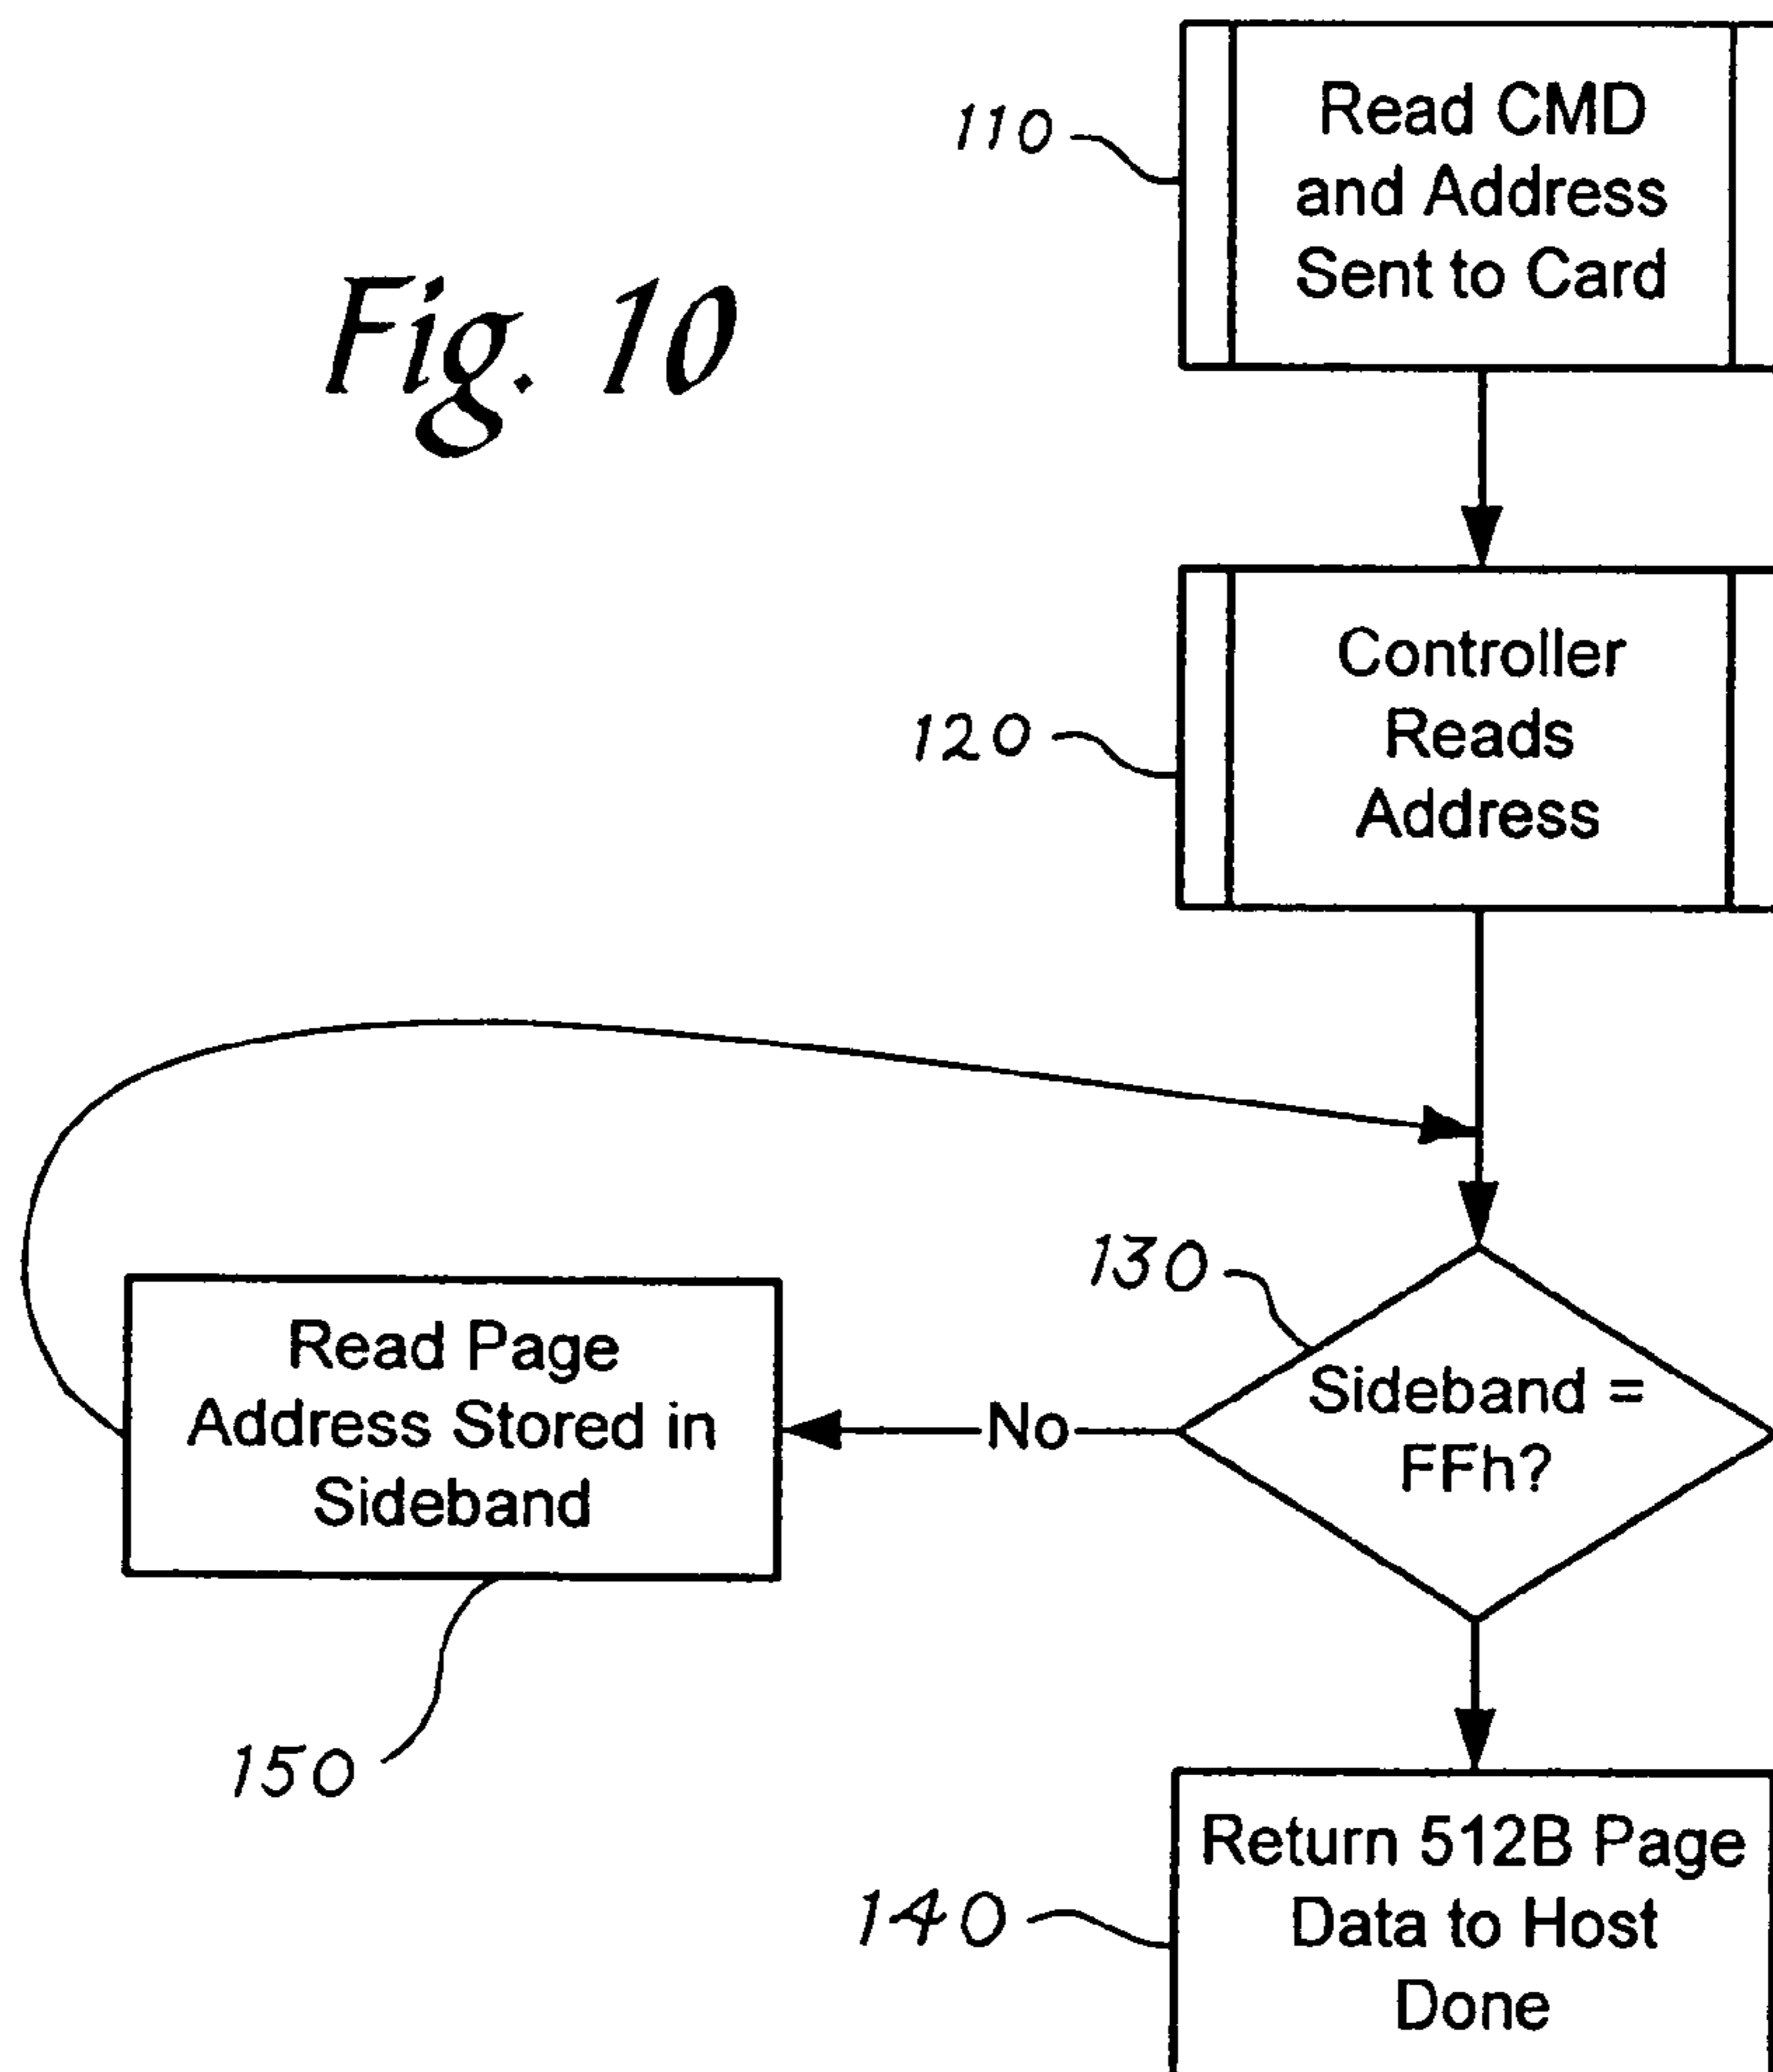 Fig. 10
110
Read CMD
and Address
Sent to Card
120
Controller
Reads
Address
130
Sideband =
FFh?
No
Read Page
Address Stored in
Sideband
150
140
Return 512B Page
Data to Host
Done